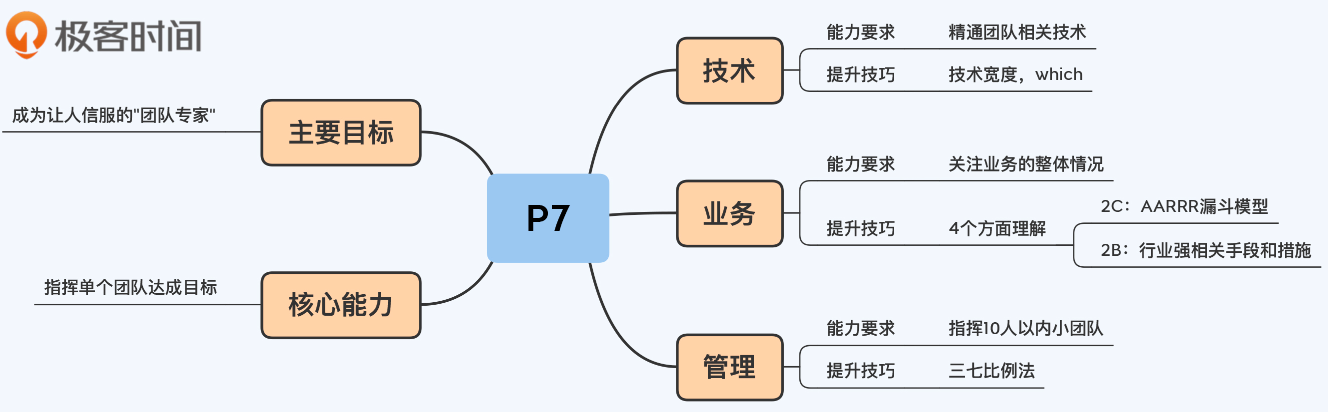 极客时间
P7
主要目标
成为让人信服的"团队专家"
核心能力
指挥单个团队达成目标
技术
能力要求 精通团队相关技术
提升技巧 技术宽度，which
业务
能力要求 关注业务的整体情况
提升技巧 4个方面理解
2C：AARRR漏斗模型
2B：行业强相关手段和措施
管理
能力要求 指挥10人以内小团队
提升技巧 三七比例法